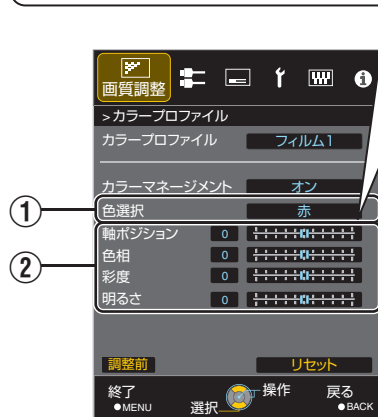 画質調整
>カラープロファイル
カラープロファイル フィルム1
カラーマネージメント オン
① 色選択 赤
② 軸ポジション 0
色相 0
彩度 0
明るさ 0
調整前 リセット
終了 操作 戻る
●MENU 選択 ●BACK